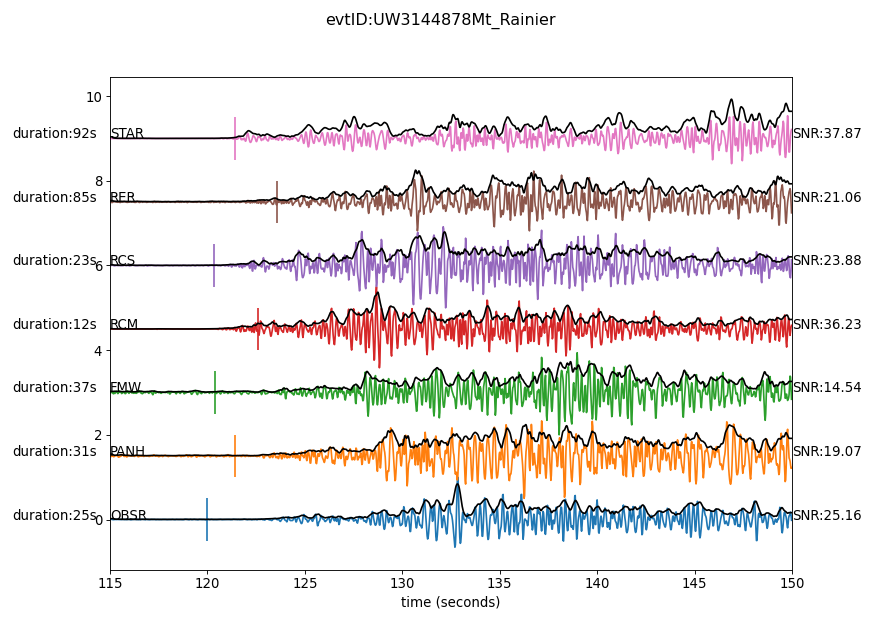 evtID:UW3144878Mt_Rainier
10
duration:92s STAR SNR:37.87
8
duration:85s RER SNR:21.06
duration:23s RCS SNR:23.88
6
duration:12s RCM SNR:36.23
4
duration:37s FMW SNR:14.54
2
duration:31s PANH SNR:19.07
duration:25s OBSR SNR:25.16
0
115 120 125 130 135 140 145 150
time (seconds)